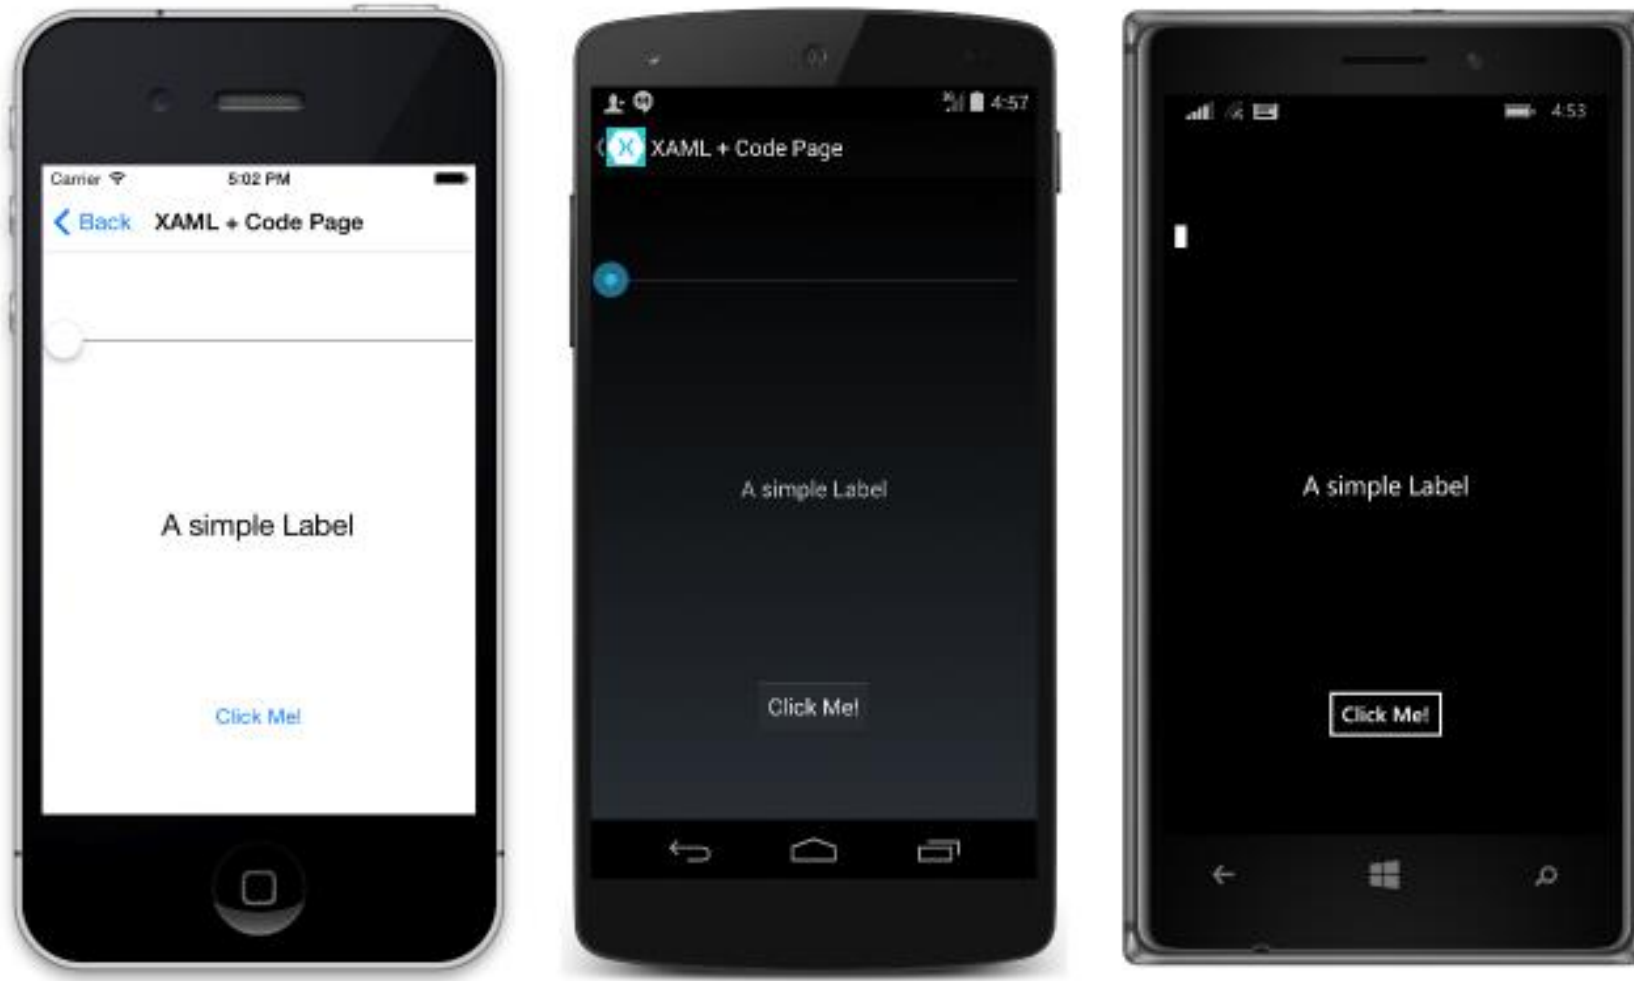 Carrier 5:02 PM
Back XAML + Code Page
A simple Label
Click Me!
4:57
X XAML + Code Page
A simple Label
Click Me!
4:53
A simple Label
Click Me!